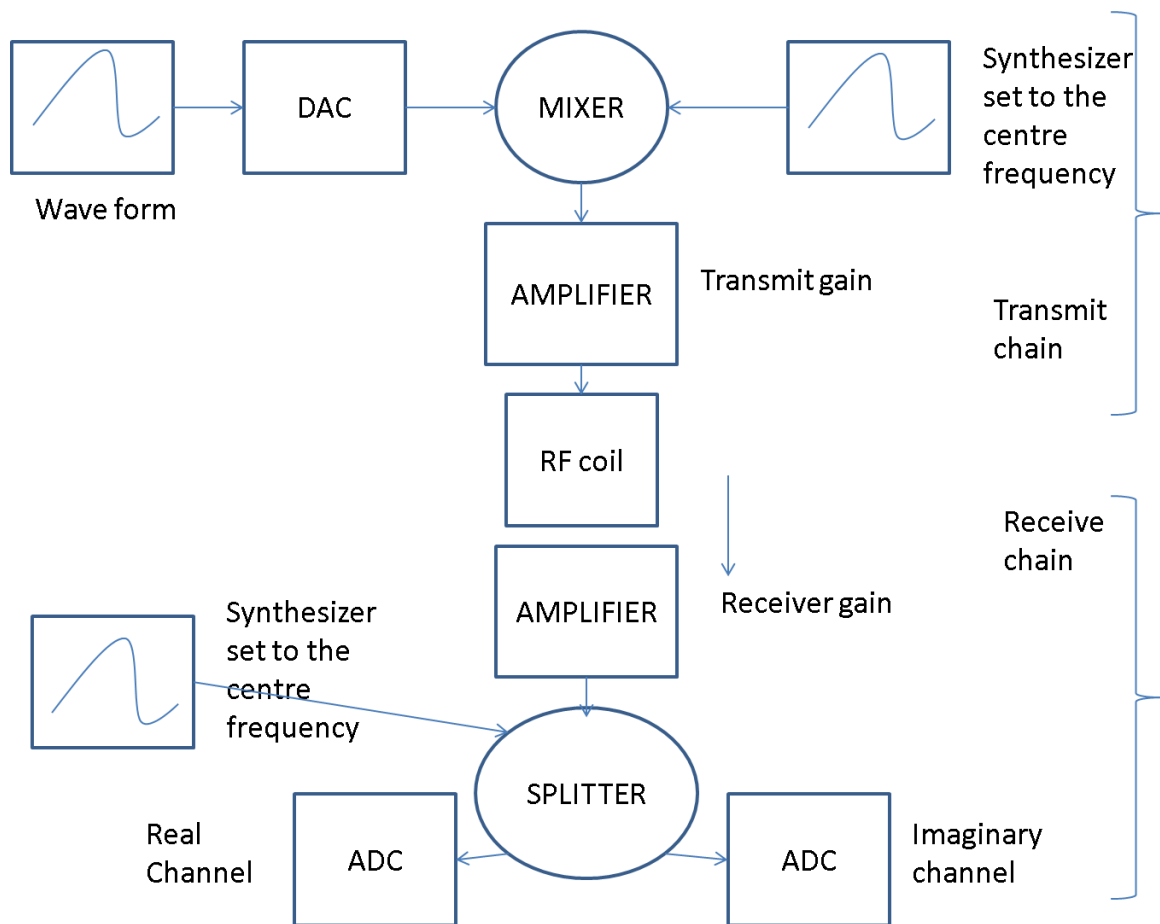 DAC
MIXER
Synthesizer
set to the
centre
frequency
Wave form
AMPLIFIER
Transmit gain
Transmit
chain
RF coil
Receive
chain
AMPLIFIER
Receiver gain
Synthesizer
set to the
centre
frequency
SPLITTER
Real
Channel
ADC
ADC
Imaginary
channel